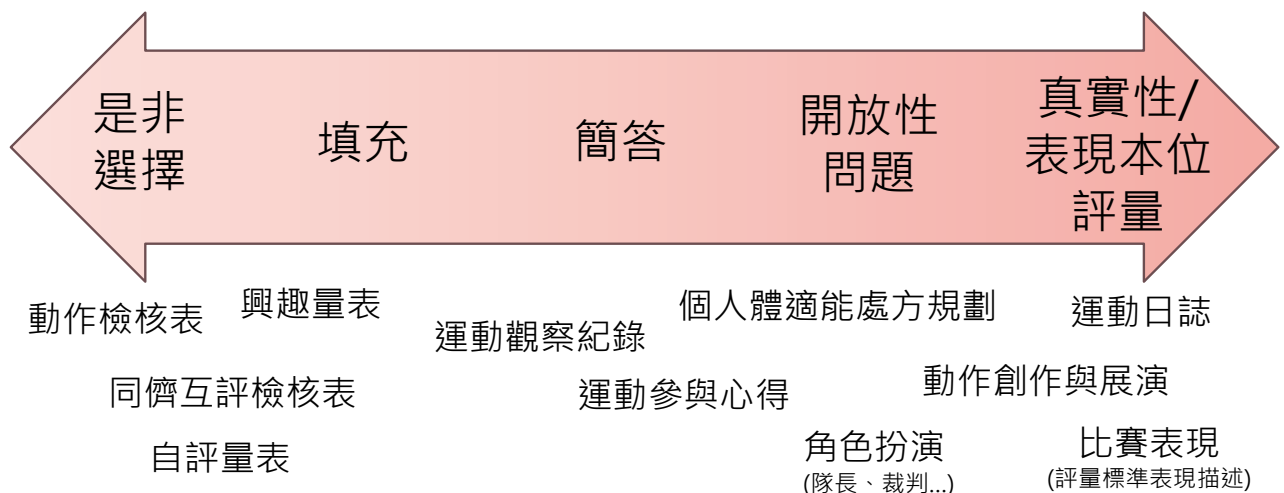 是非
選擇
填充
簡答
開放性
問題
真實性/
表現本位
評量
動作檢核表
興趣量表
運動觀察紀錄
個人體適能處方規劃
運動日誌
同儕互評檢核表
運動參與心得
動作創作與展演
自評量表
角色扮演
(隊長、裁判…)
比賽表現
(評量標準表現描述)